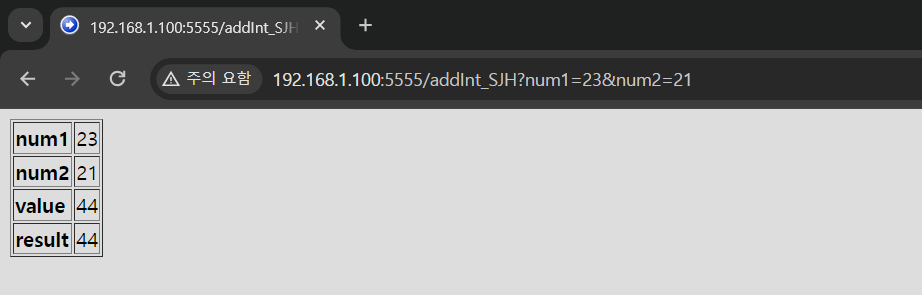 192.168.1.100:5555/addInt_SJH
주의 요함 192.168.1.100:5555/addInt_SJH?num1=23&num2=21
num1 23
num2 21
value 44
result 44